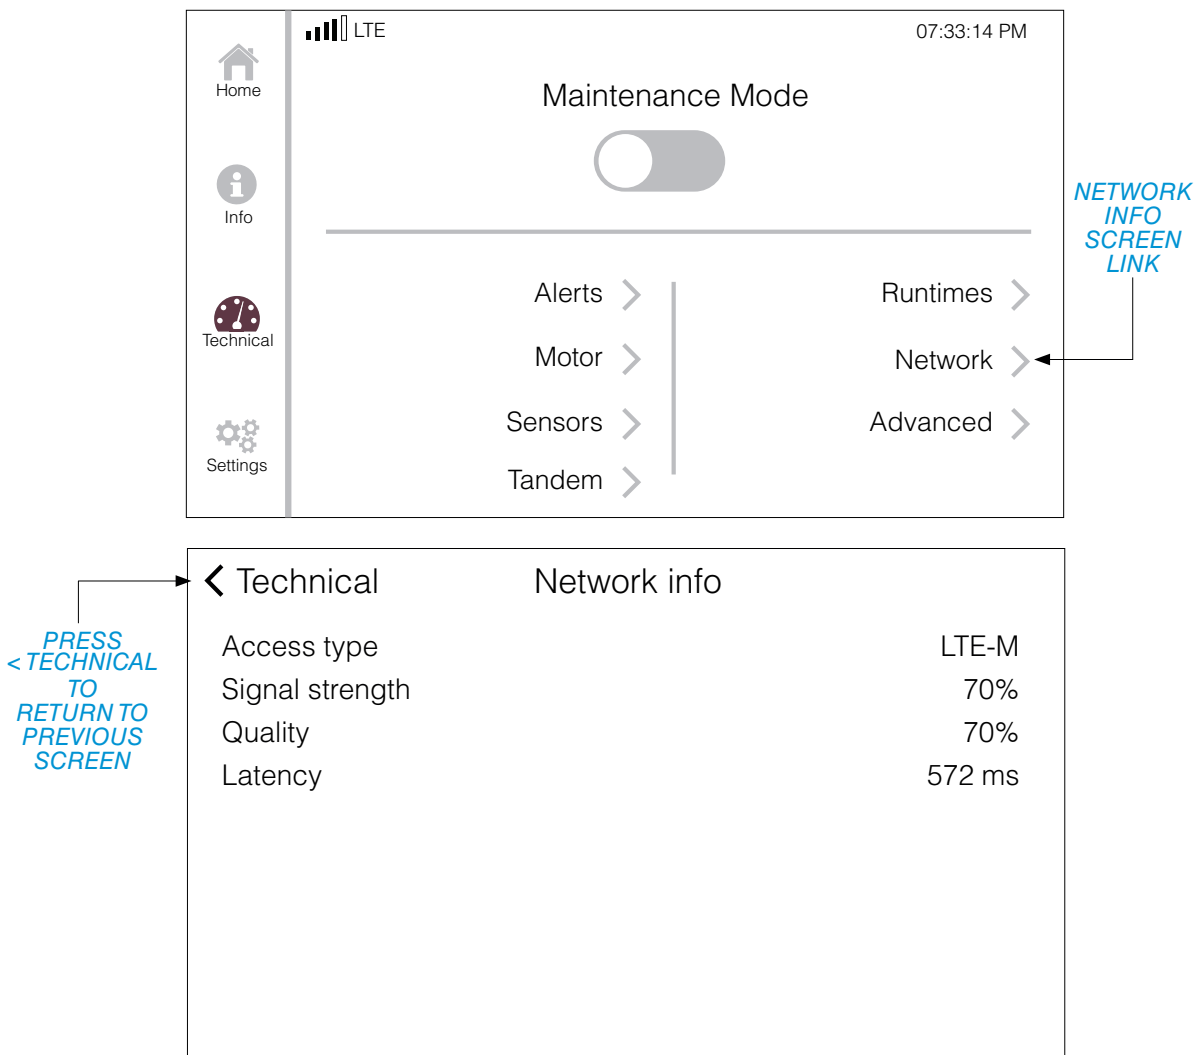 LTE
07:33:14 PM
Home
Maintenance Mode
Info
NETWORK
INFO
SCREEN
LINK
Technical
Alerts
Runtimes
Motor
Network
Sensors
Advanced
Settings
Tandem
Technical
Network info
PRESS
< TECHNICAL
TO
RETURN TO
PREVIOUS
SCREEN
Access type LTE-M
Signal strength 70%
Quality 70%
Latency 572 ms